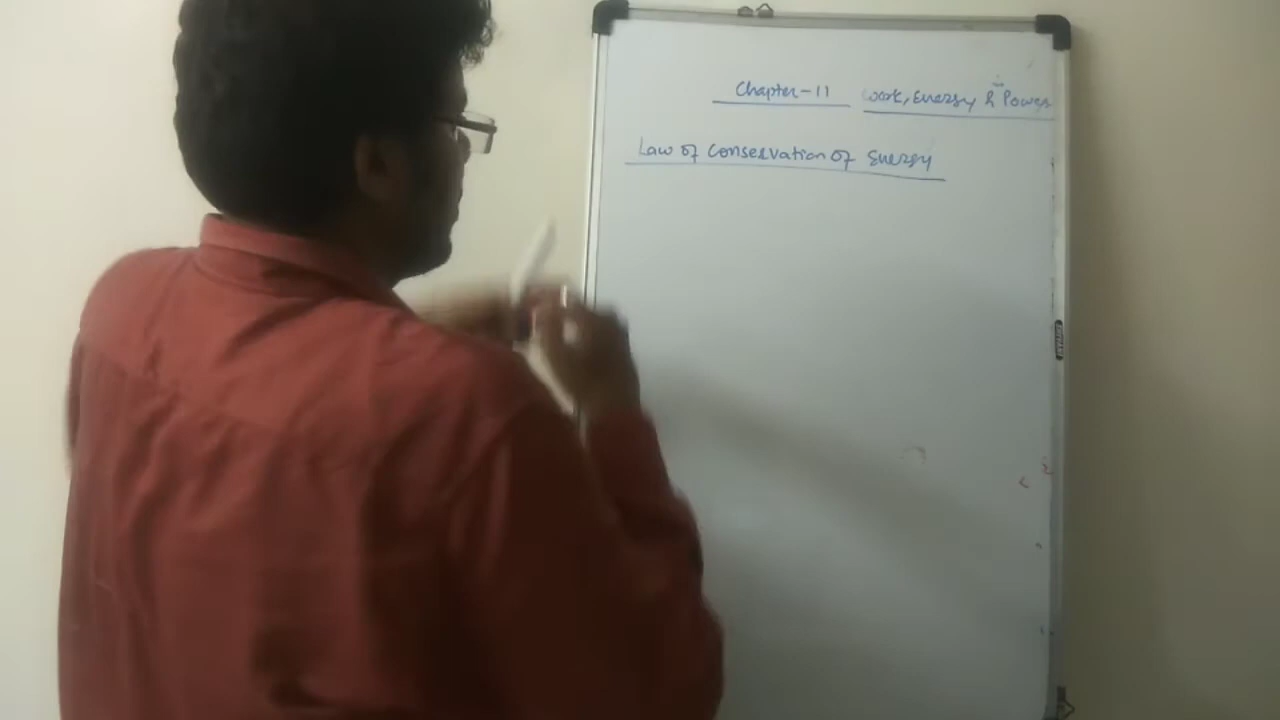 Chapter-11 Work, Energy & Power
Law of Conservation of Energy